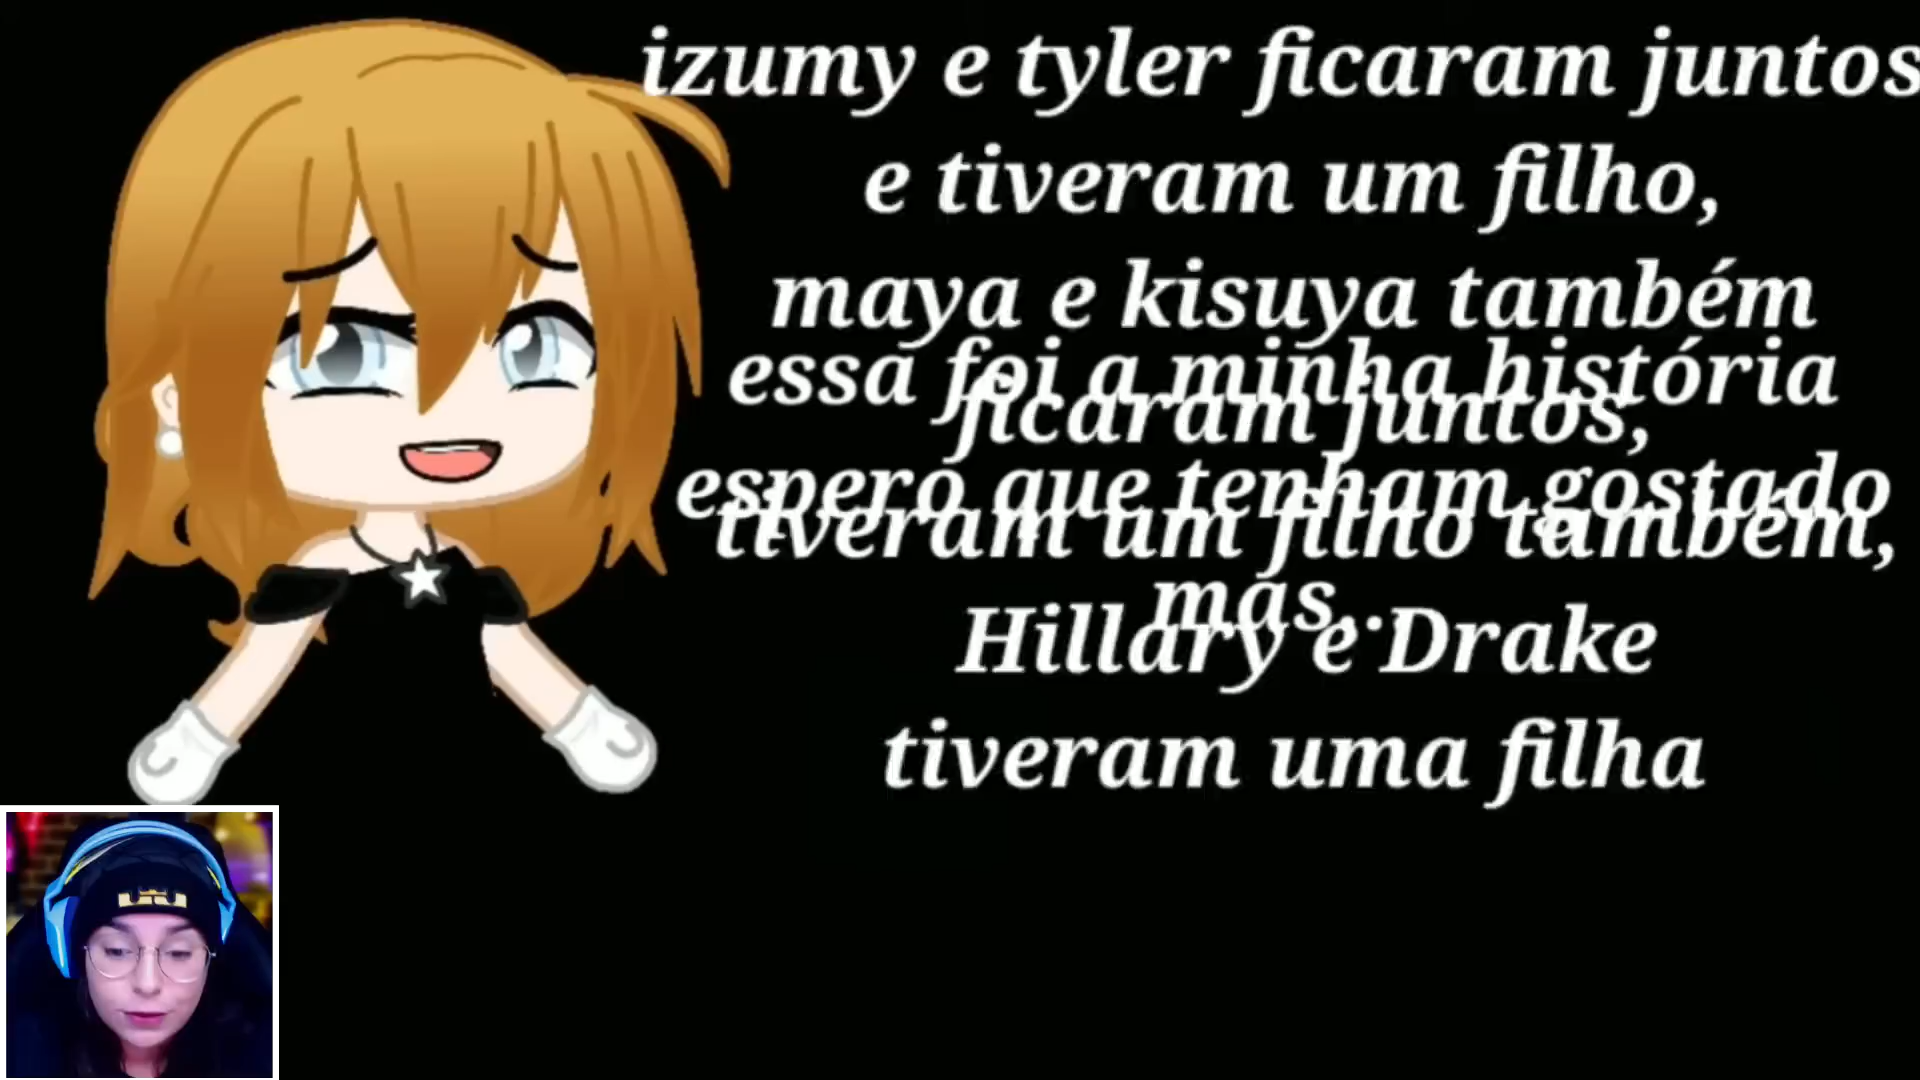 izumy e tyler ficaram juntos
e tiveram um filho,
maya e kisuya também
essa foi a minha história
ficaram juntos,
espero que tenham gostado
tiveram um filho também,
mas...
Hillary e Drake
tiveram uma filha